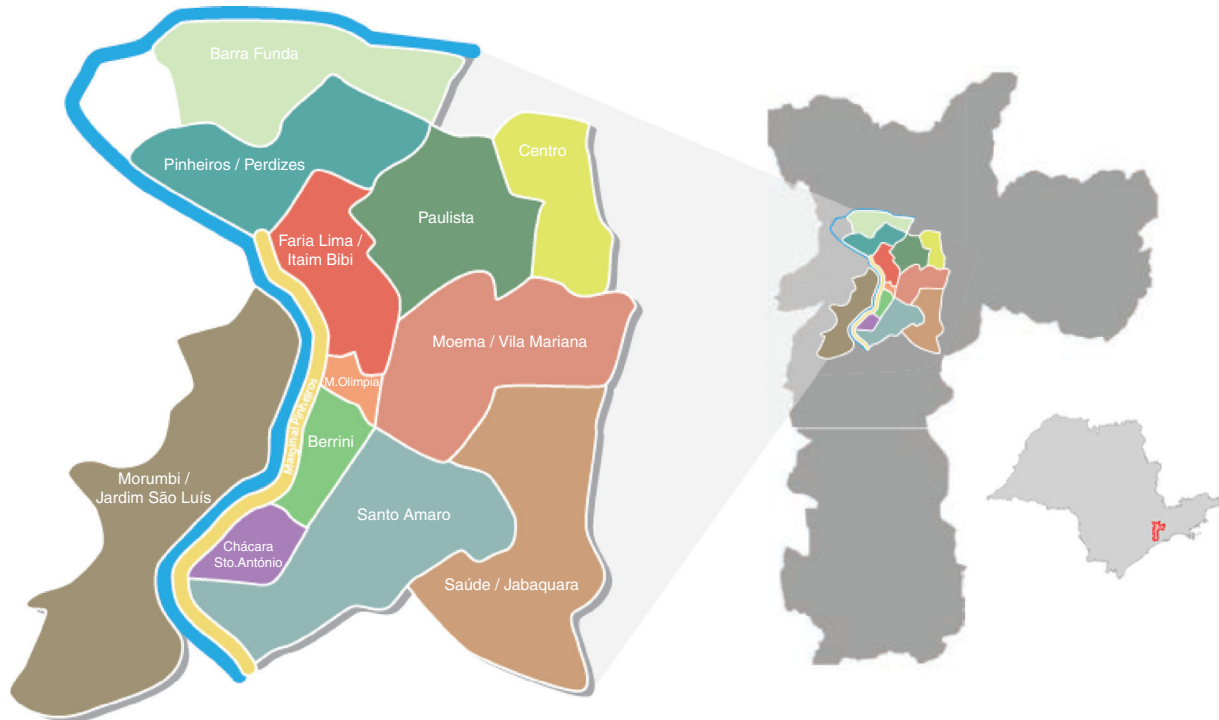 Barra Funda
Centro
Pinheiros / Perdizes
Paulista
Faria Lima /
Itaim Bibi
Moema / Vila Mariana
M.Olimpia
Marginal Pinheiros
Berrini
Morumbi /
Jardim São Luís
Santo Amaro
Chácara
Sto.António
Saúde / Jabaquara